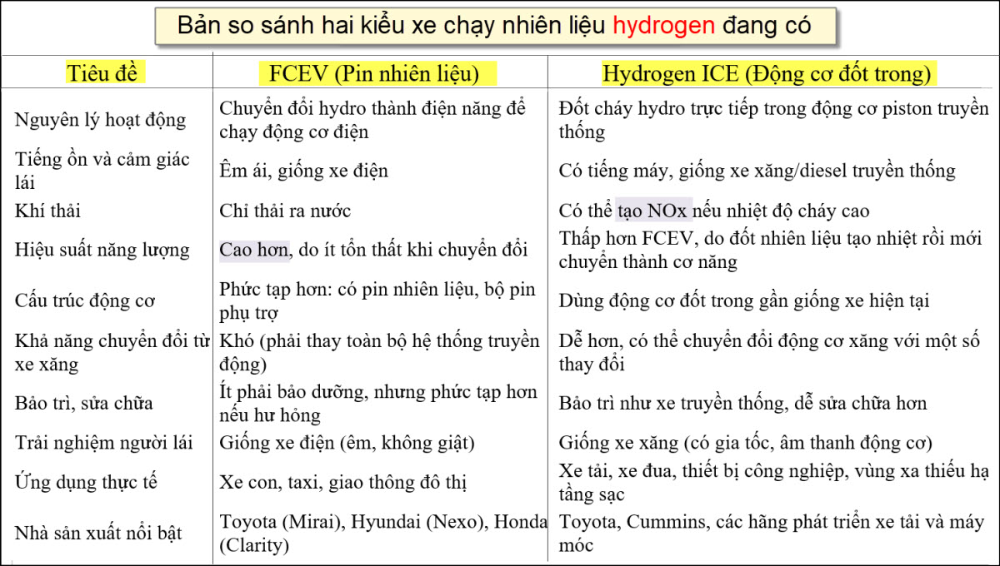 Bản so sánh hai kiểu xe chạy nhiên liệu hydrogen đang có
Tiêu đề
FCEV (Pin nhiên liệu)
Hydrogen ICE (Động cơ đốt trong)
Nguyên lý hoạt động
Chuyển đổi hydro thành điện năng để
chạy động cơ điện
Đốt cháy hydro trực tiếp trong động cơ piston truyền
thống
Tiếng ồn và cảm giác
lái
Êm ái, giống xe điện
Có tiếng máy, giống xe xăng/diesel truyền thống
Khí thải
Chỉ thải ra nước
Có thể tạo NOx nếu nhiệt độ cháy cao
Hiệu suất năng lượng
Cao hơn, do ít tổn thất khi chuyển đổi
Thấp hơn FCEV, do đốt nhiên liệu tạo nhiệt rồi mới
chuyển thành cơ năng
Cấu trúc động cơ
Phức tạp hơn: có pin nhiên liệu, bộ pin
phụ trợ
Dùng động cơ đốt trong gần giống xe hiện tại
Khả năng chuyển đổi từ
xe xăng
Khó (phải thay toàn bộ hệ thống truyền
động)
Dễ hơn, có thể chuyển đổi động cơ xăng với một số
thay đổi
Bảo trì, sửa chữa
Ít phải bảo dưỡng, nhưng phức tạp hơn
nếu hư hỏng
Bảo trì như xe truyền thống, dễ sửa chữa hơn
Trải nghiệm người lái
Giống xe điện (êm, không giật)
Giống xe xăng (có gia tốc, âm thanh động cơ)
Ứng dụng thực tế
Xe con, taxi, giao thông đô thị
Xe tải, xe đua, thiết bị công nghiệp, vùng xa thiếu hạ
tầng sạc
Nhà sản xuất nổi bật
Toyota (Mirai), Hyundai (Nexo), Honda
(Clarity)
Toyota, Cummins, các hãng phát triển xe tải và máy
móc